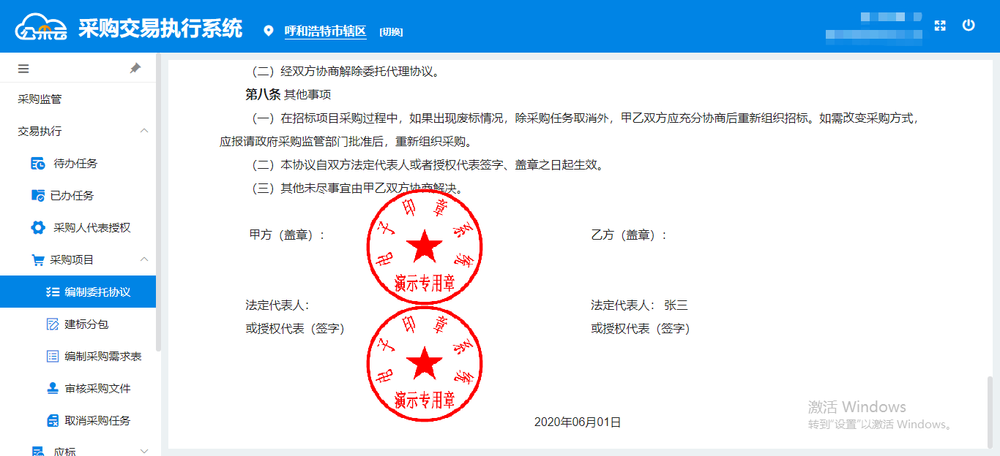 公采云 采购交易执行系统 呼和浩特市辖区 [切换]
采购监管
交易执行
待办任务
已办任务
采购人代表授权
采购项目
编制委托协议
建标分包
编制采购需求表
审核采购文件
取消采购任务
应标
（二）经双方协商解除委托代理协议。
第八条 其他事项
（一）在招标项目采购过程中，如果出现废标情况，除采购任务取消外，甲乙双方应充分协商后重新组织招标。如需改变采购方式，
应报请政府采购监管部门批准后，重新组织采购。
（二）本协议自双方法定代表人或者授权代表签字、盖章之日起生效。
（三）其他未尽事宜由甲乙双方协商解决。
甲方（盖章）： 乙方（盖章）：
电子印章系统
演示专用章
法定代表人： 法定代表人： 张三
或授权代表（签字） 或授权代表（签字）
电子印章系统
演示专用章
2020年06月01日
激活 Windows
转到"设置"以激活 Windows。